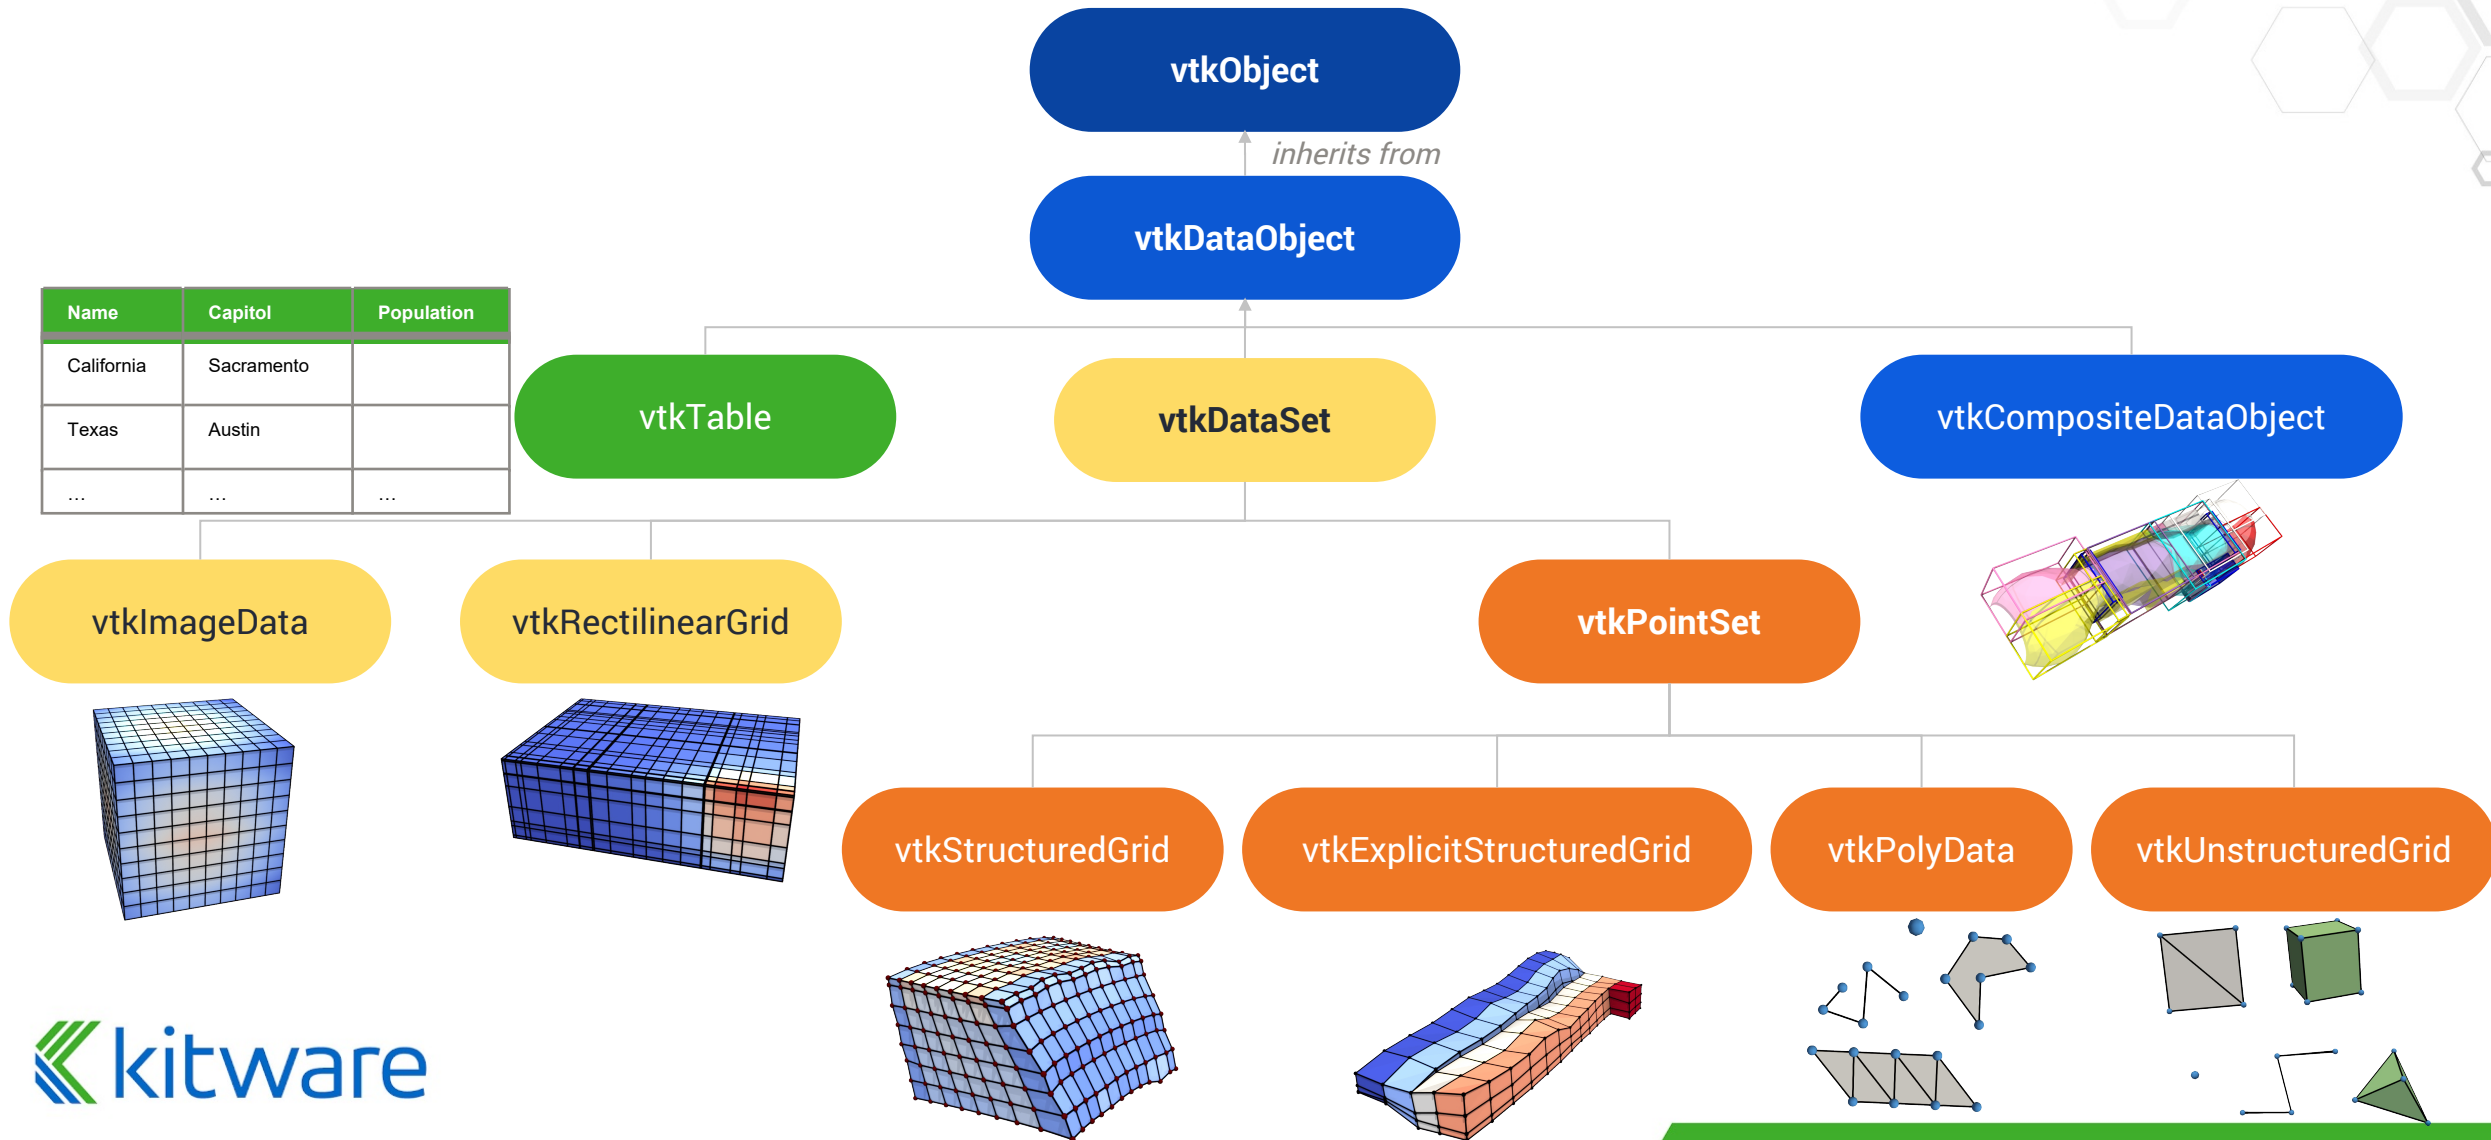 vtkObject
inherits from
vtkDataObject
Name Capitol Population
California Sacramento
Texas Austin
... ... ...
vtkTable
vtkDataSet
vtkCompositeDataObject
vtkImageData
vtkRectilinearGrid
vtkPointSet
vtkStructuredGrid
vtkExplicitStructuredGrid
vtkPolyData
vtkUnstructuredGrid
kitware